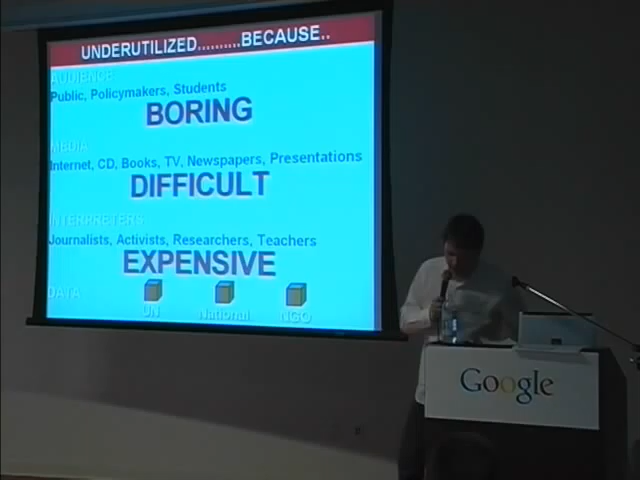 UNDERUTILIZED..........BECAUSE..
AUDIENCE
Public, Policymakers, Students
BORING
MEDIA
Internet, CD, Books, TV, Newspapers, Presentations
DIFFICULT
INTERPRETERS
Journalists, Activists, Researchers, Teachers
EXPENSIVE
DATA
UN National NGO
Google